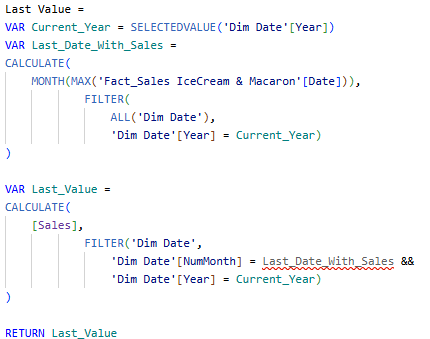 Last Value =
VAR Current_Year = SELECTEDVALUE('Dim Date'[Year])
VAR Last_Date_With_Sales =
CALCULATE(
    MONTH(MAX('Fact_Sales IceCream & Macaron'[Date])),
            FILTER(
                ALL('Dim Date'),
                'Dim Date'[Year] = Current_Year)
)

VAR Last_Value =
CALCULATE(
    [Sales],
            FILTER('Dim Date',
                'Dim Date'[NumMonth] = Last_Date_With_Sales &&
                'Dim Date'[Year] = Current_Year)
)

RETURN Last_Value